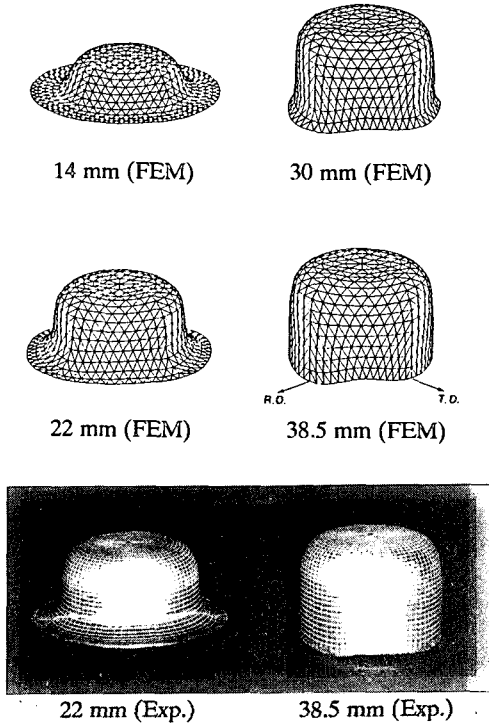 14 mm (FEM)
30 mm (FEM)
22 mm (FEM)
R.D.
T.D.
38.5 mm (FEM)
22 mm (Exp.)
38.5 mm (Exp.)